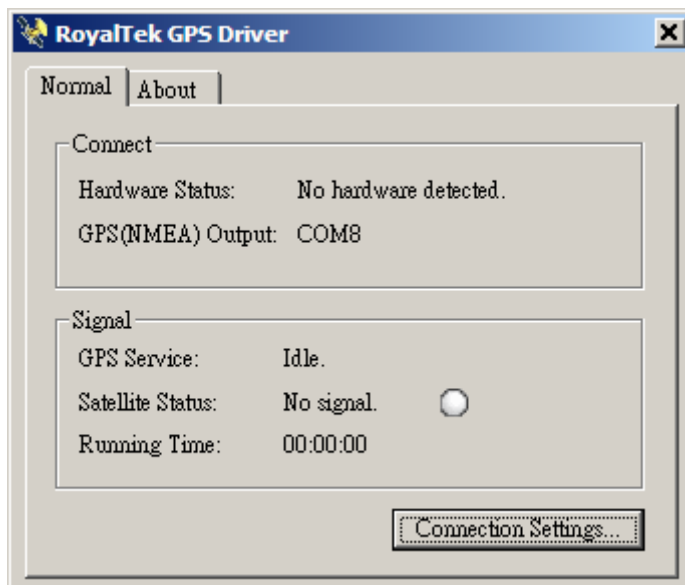 RoyalTek GPS Driver
Normal About
Connect
Hardware Status: No hardware detected.
GPS(NMEA) Output: COM8
Signal
GPS Service: Idle.
Satellite Status: No signal.
Running Time: 00:00:00
Connection Settings...